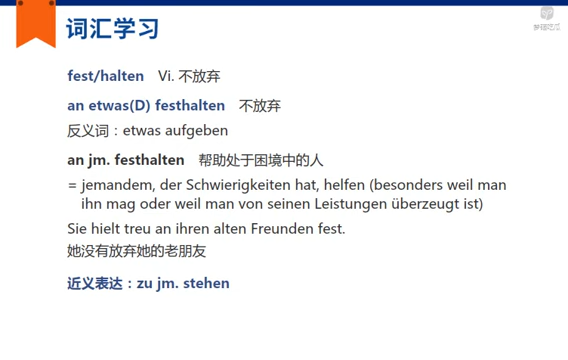 词汇学习
fest/halten Vi. 不放弃
an etwas(D) festhalten 不放弃
反义词：etwas aufgeben
an jm. festhalten 帮助处于困境中的人
= jemandem, der Schwierigkeiten hat, helfen (besonders weil man
ihn mag oder weil man von seinen Leistungen überzeugt ist)
Sie hielt treu an ihren alten Freunden fest.
她没有放弃她的老朋友
近义表达：zu jm. stehen